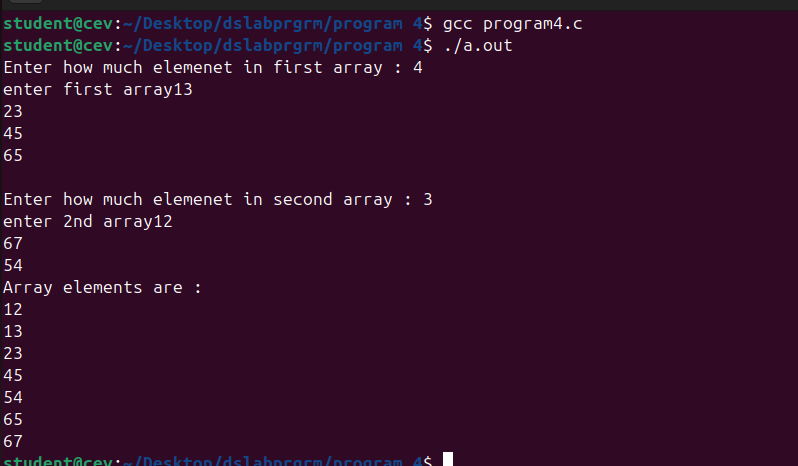 student@cev:~/Desktop/dslabprgrm/program 4$ gcc program4.c
student@cev:~/Desktop/dslabprgrm/program 4$ ./a.out
Enter how much elemenet in first array : 4
enter first array13
23
45
65
Enter how much elemenet in second array : 3
enter 2nd array12
67
54
Array elements are :
12
13
23
45
54
65
67
student@cev:~/Desktop/dslabprgrm/program 4$